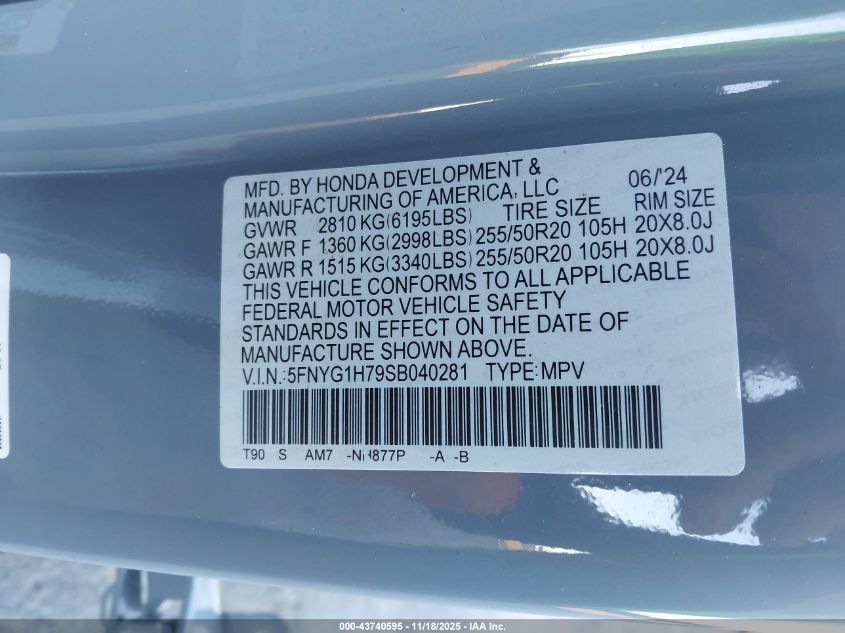 MFD. BY HONDA DEVELOPMENT &
MANUFACTURING OF AMERICA, LLC 06/'24
GVWR 2810 KG(6195LBS) TIRE SIZE RIM SIZE
GAWR F 1360 KG(2998LBS) 255/50R20 105H 20X8.0J
GAWR R 1515 KG(3340LBS) 255/50R20 105H 20X8.0J
THIS VEHICLE CONFORMS TO ALL APPLICABLE
FEDERAL MOTOR VEHICLE SAFETY
STANDARDS IN EFFECT ON THE DATE OF
MANUFACTURE SHOWN ABOVE.
V.I.N.:5FNYG1H79SB040281 TYPE:MPV
T90 S AM7 -NH877P -A -B
000-43740595 - 11/18/2025 - IAA Inc.